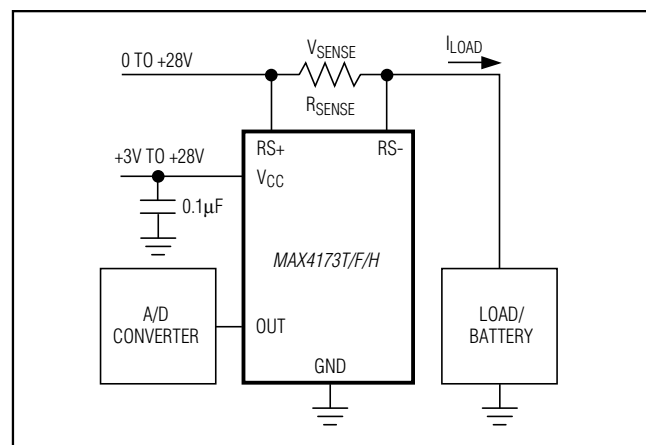 0 TO +28V
VSENSE
ILOAD
RSENSE
RS+
RS-
+3V TO +28V
VCC
0.1µF
MAX4173T/F/H
A/D
CONVERTER
OUT
LOAD/
BATTERY
GND